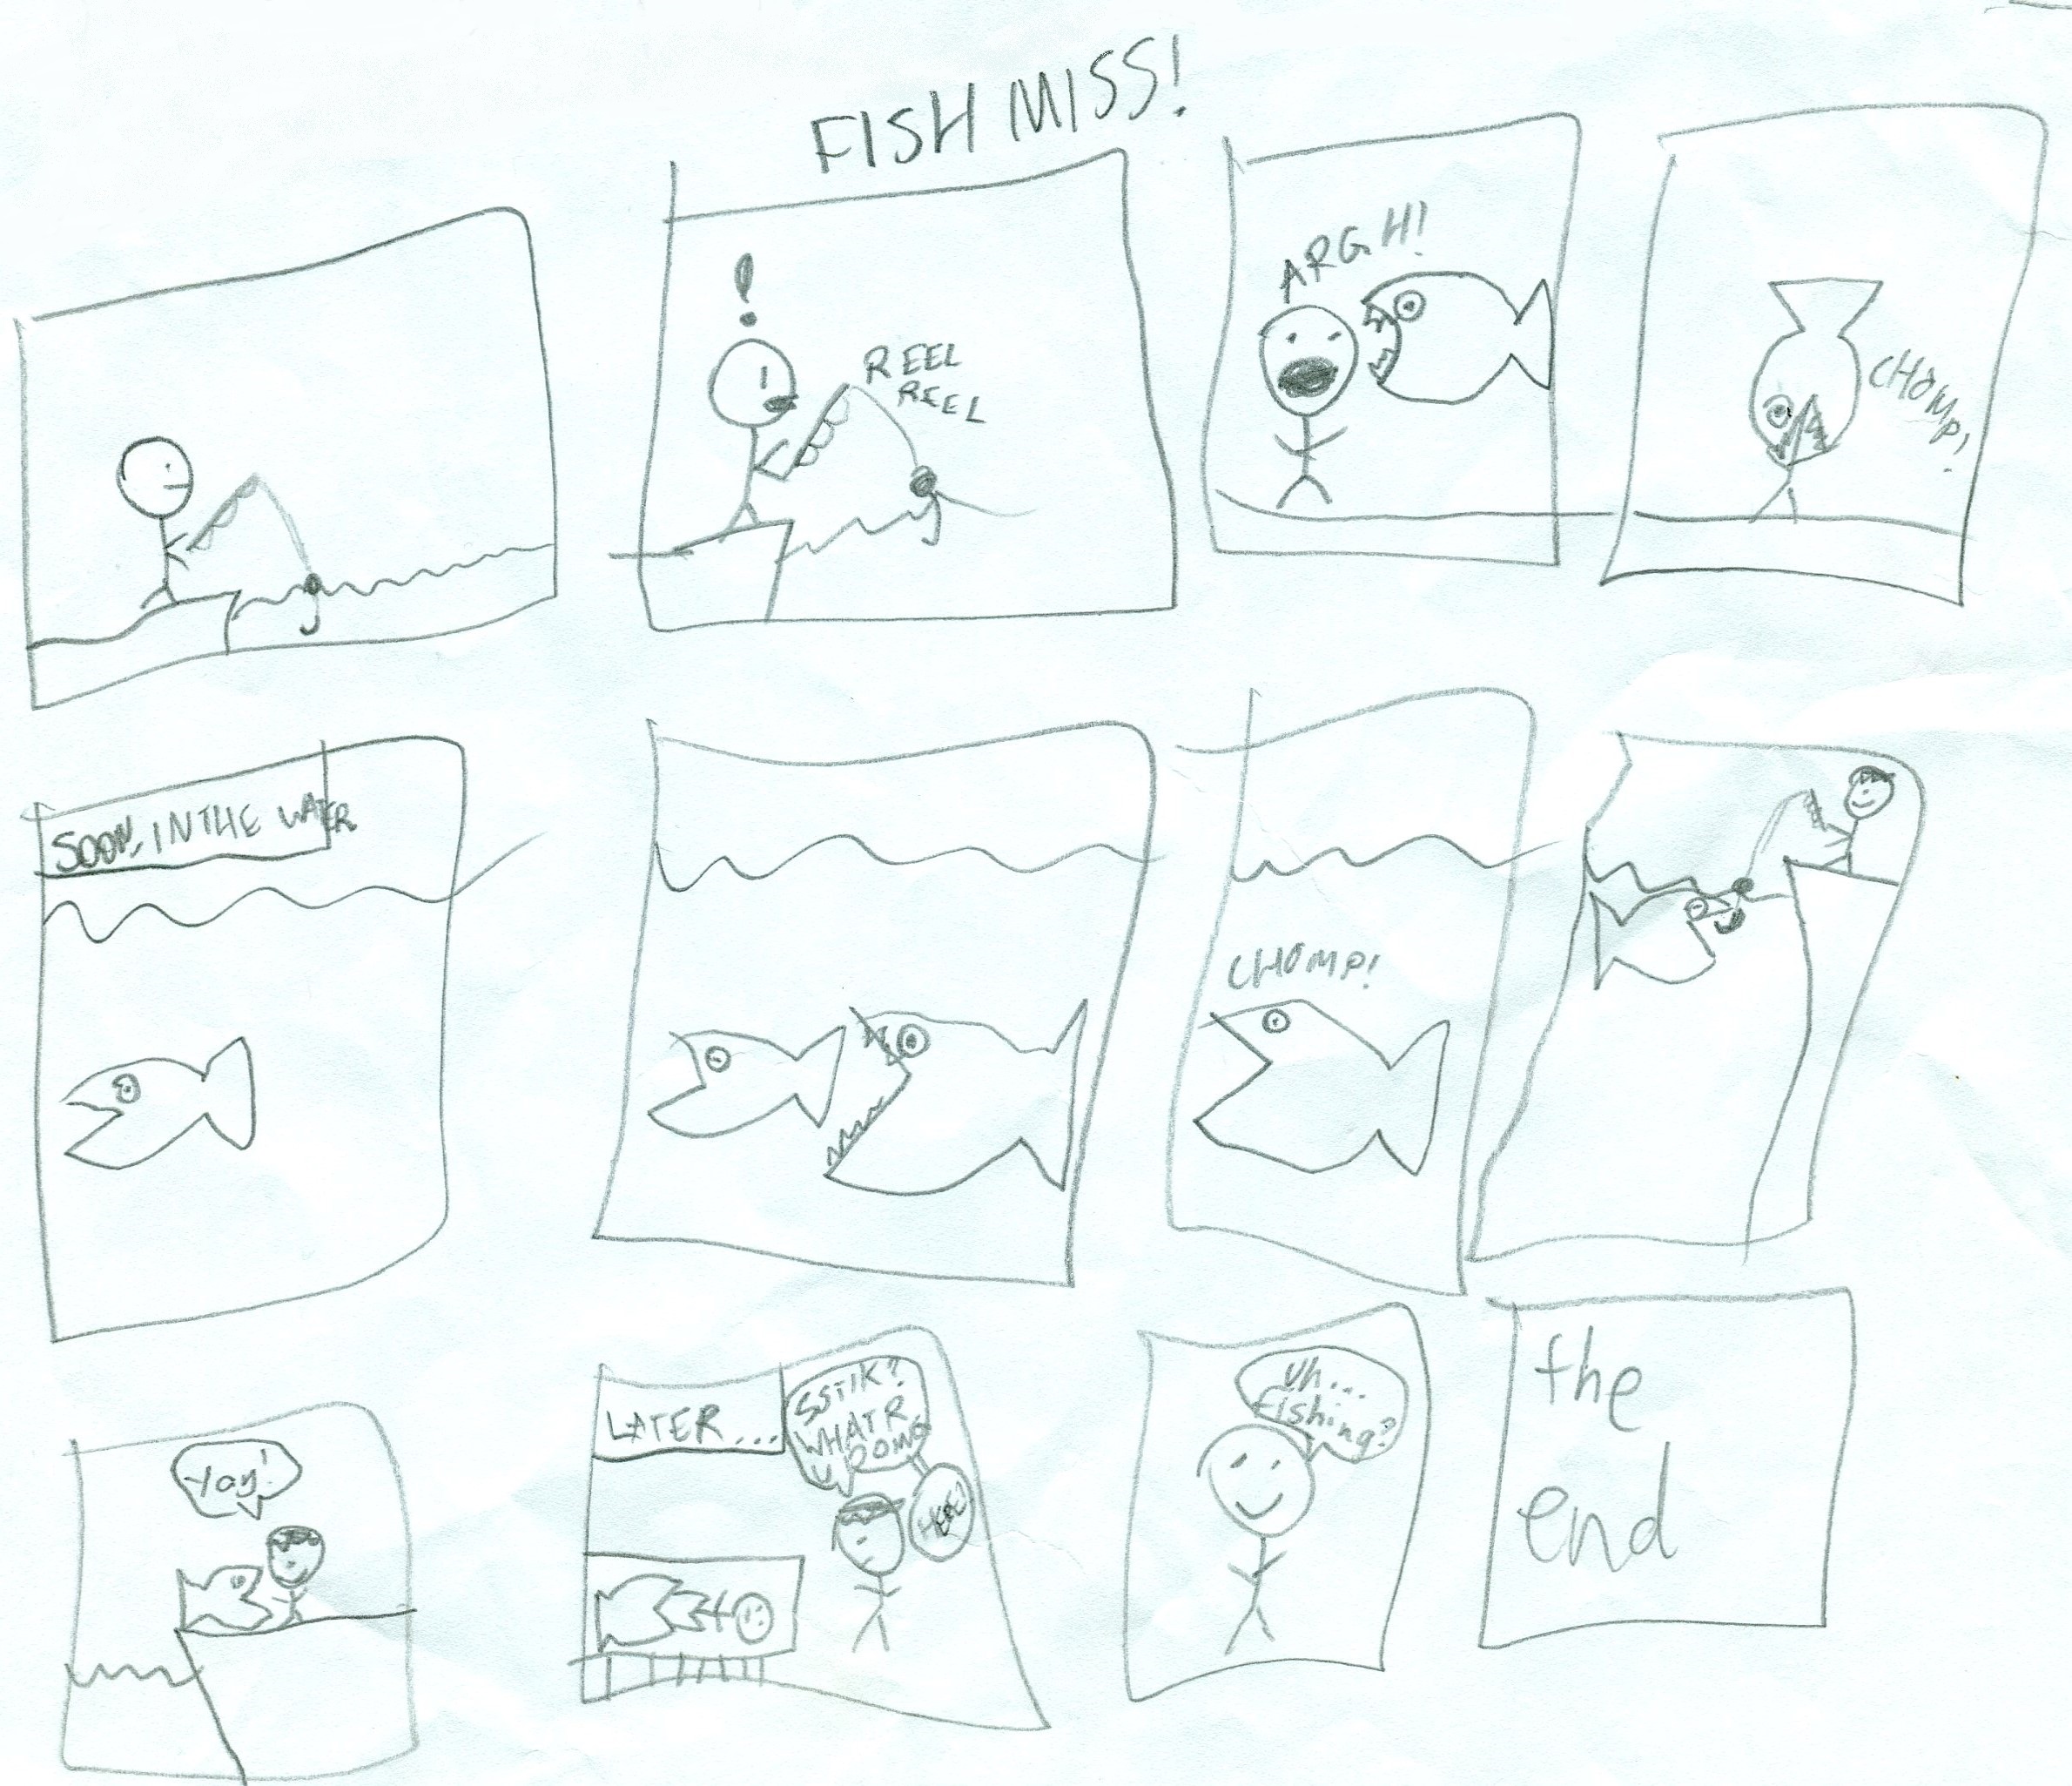 FISH MISS!
!
REEL
REEL
ARGH!
CHOMP!
SOON, IN THE WATER
CHOMP!
Yay!
LATER...
SSTIK?
WHAT R
U DOING
HERE?
Uh...
Fishing?
the
end